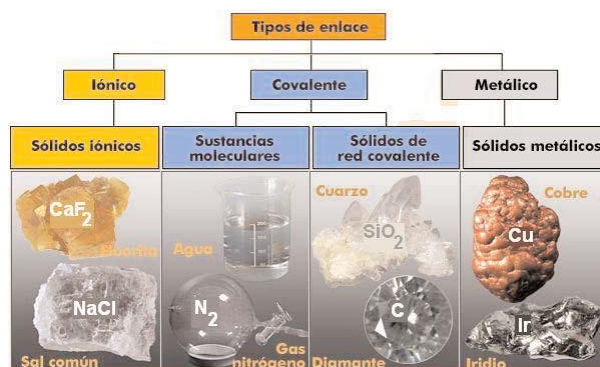 Tipos de enlace
Iónico
Covalente
Metálico
Sólidos iónicos
Sustancias
moleculares
Sólidos de
red covalente
Sólidos metálicos
CaF2
Fluorita
NaCl
Sal común
Agua
N2
Gas
nitrógeno
Cuarzo
SiO2
C
Diamante
Cobre
Cu
Ir
Iridio